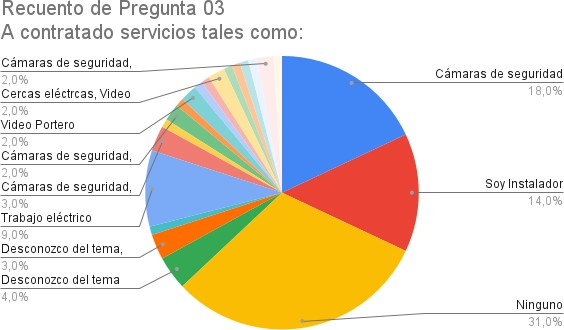 Recuento de Pregunta 03
A contratado servicios tales como:
Cámaras de seguridad,
2,0%
Cercas eléctrcas, Video
2,0%
Video Portero
2,0%
Cámaras de seguridad,
2,0%
Cámaras de seguridad,
3,0%
Trabajo eléctrico
9,0%
Desconozco del tema,
3,0%
Desconozco del tema
4,0%
Cámaras de seguridad
18,0%
Soy Instalador
14,0%
Ninguno
31,0%